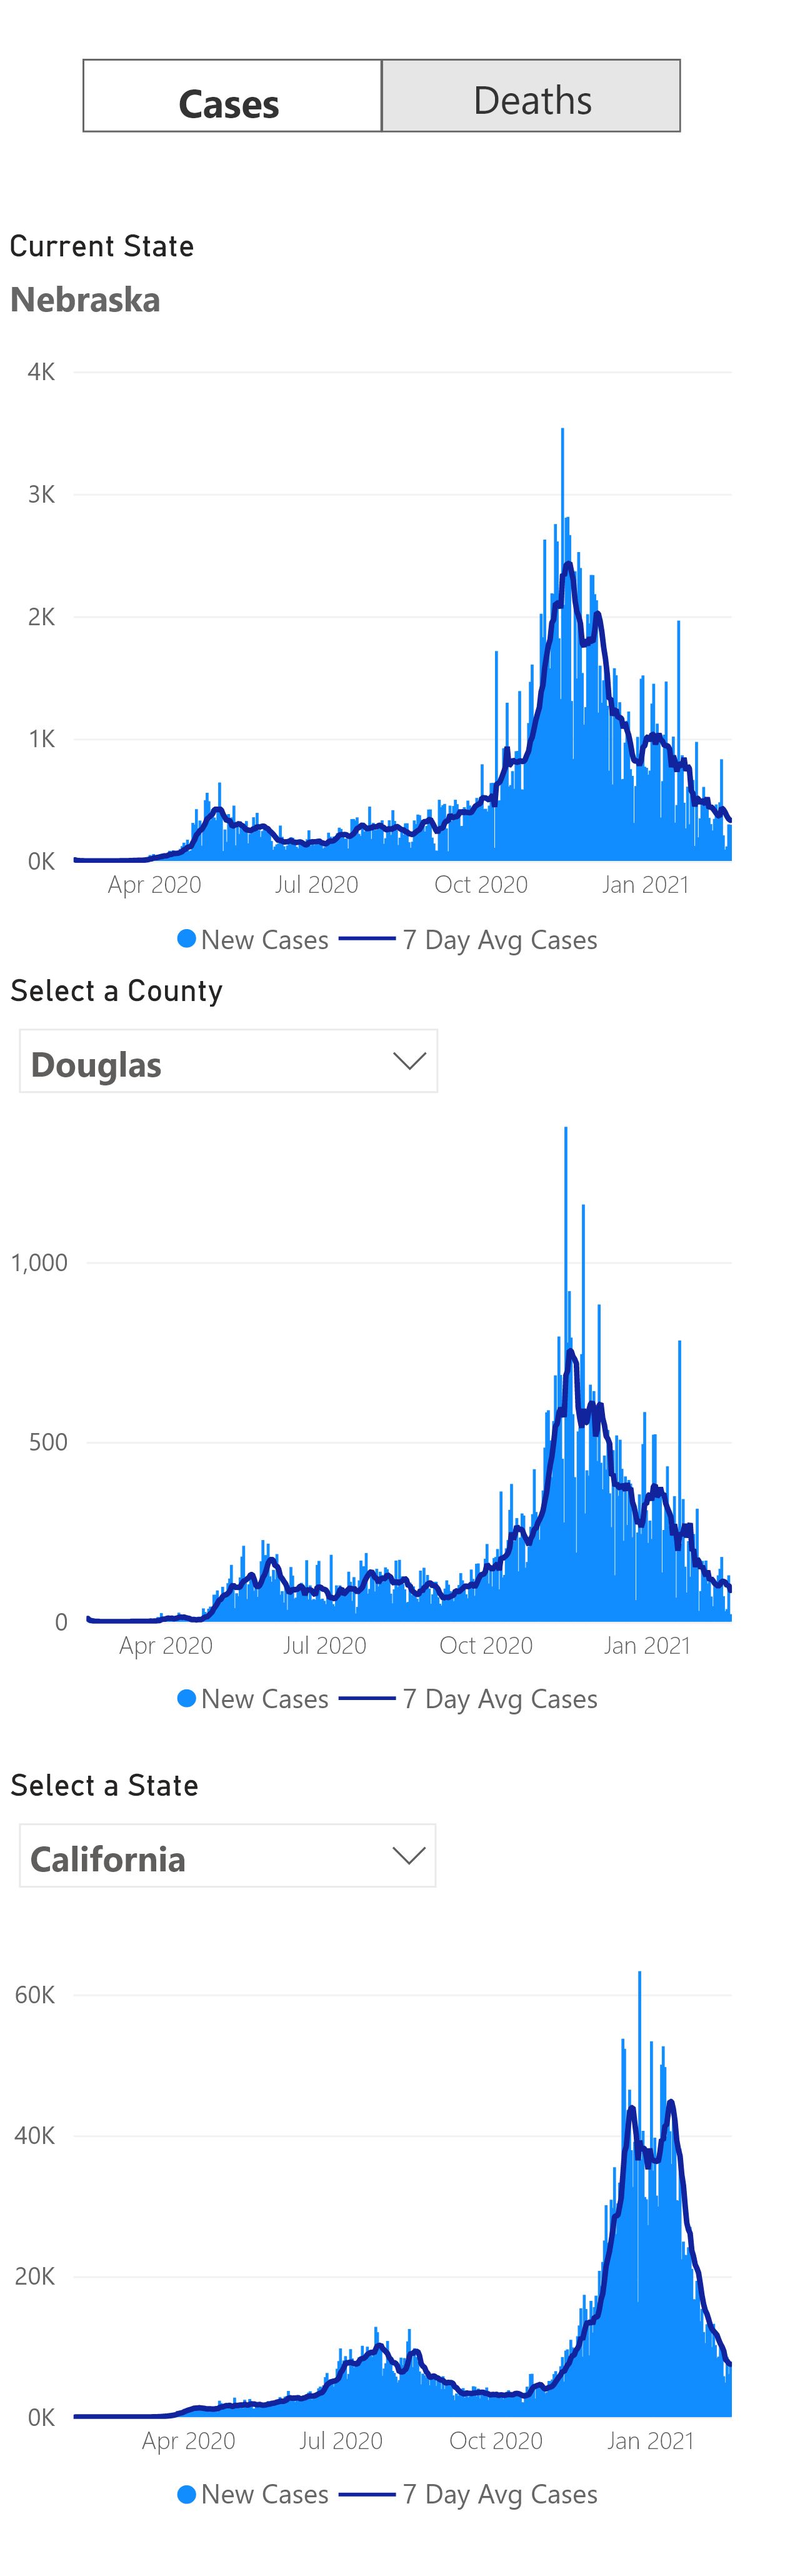 Cases Deaths
Current State
Nebraska
4K
3K
2K
1K
0K
Apr 2020 Jul 2020 Oct 2020 Jan 2021
New Cases 7 Day Avg Cases
Select a County
Douglas
1,000
500
0
Apr 2020 Jul 2020 Oct 2020 Jan 2021
New Cases 7 Day Avg Cases
Select a State
California
60K
40K
20K
0K
Apr 2020 Jul 2020 Oct 2020 Jan 2021
New Cases 7 Day Avg Cases